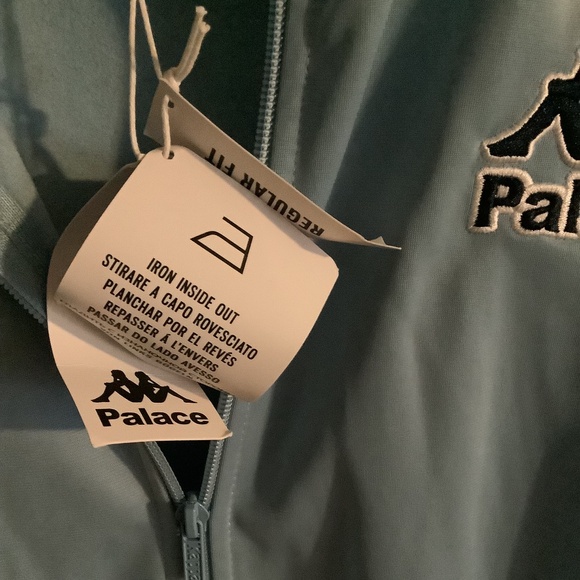 REGULAR FIT
IRON INSIDE OUT
STIRARE A CAPO ROVESCIATO
PLANCHAR POR EL REVÉS
REPASSER À L'ENVERS
PASSAR DO LADO AVESSO
Palace
Pal